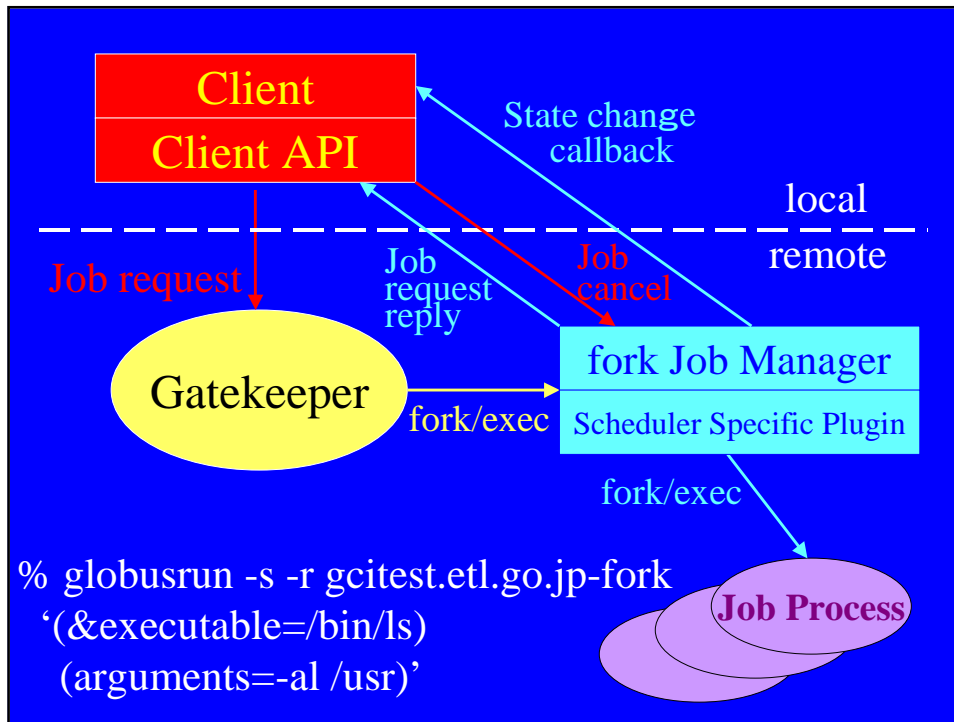 Client
Client API
State change
callback
local
remote
Job request
Job
request
reply
Job
cancel
Gatekeeper
fork/exec
fork Job Manager
Scheduler Specific Plugin
fork/exec
Job Process
% globusrun -s -r gcitest.etl.go.jp-fork
‘(&executable=/bin/ls)
(arguments=-al /usr)’